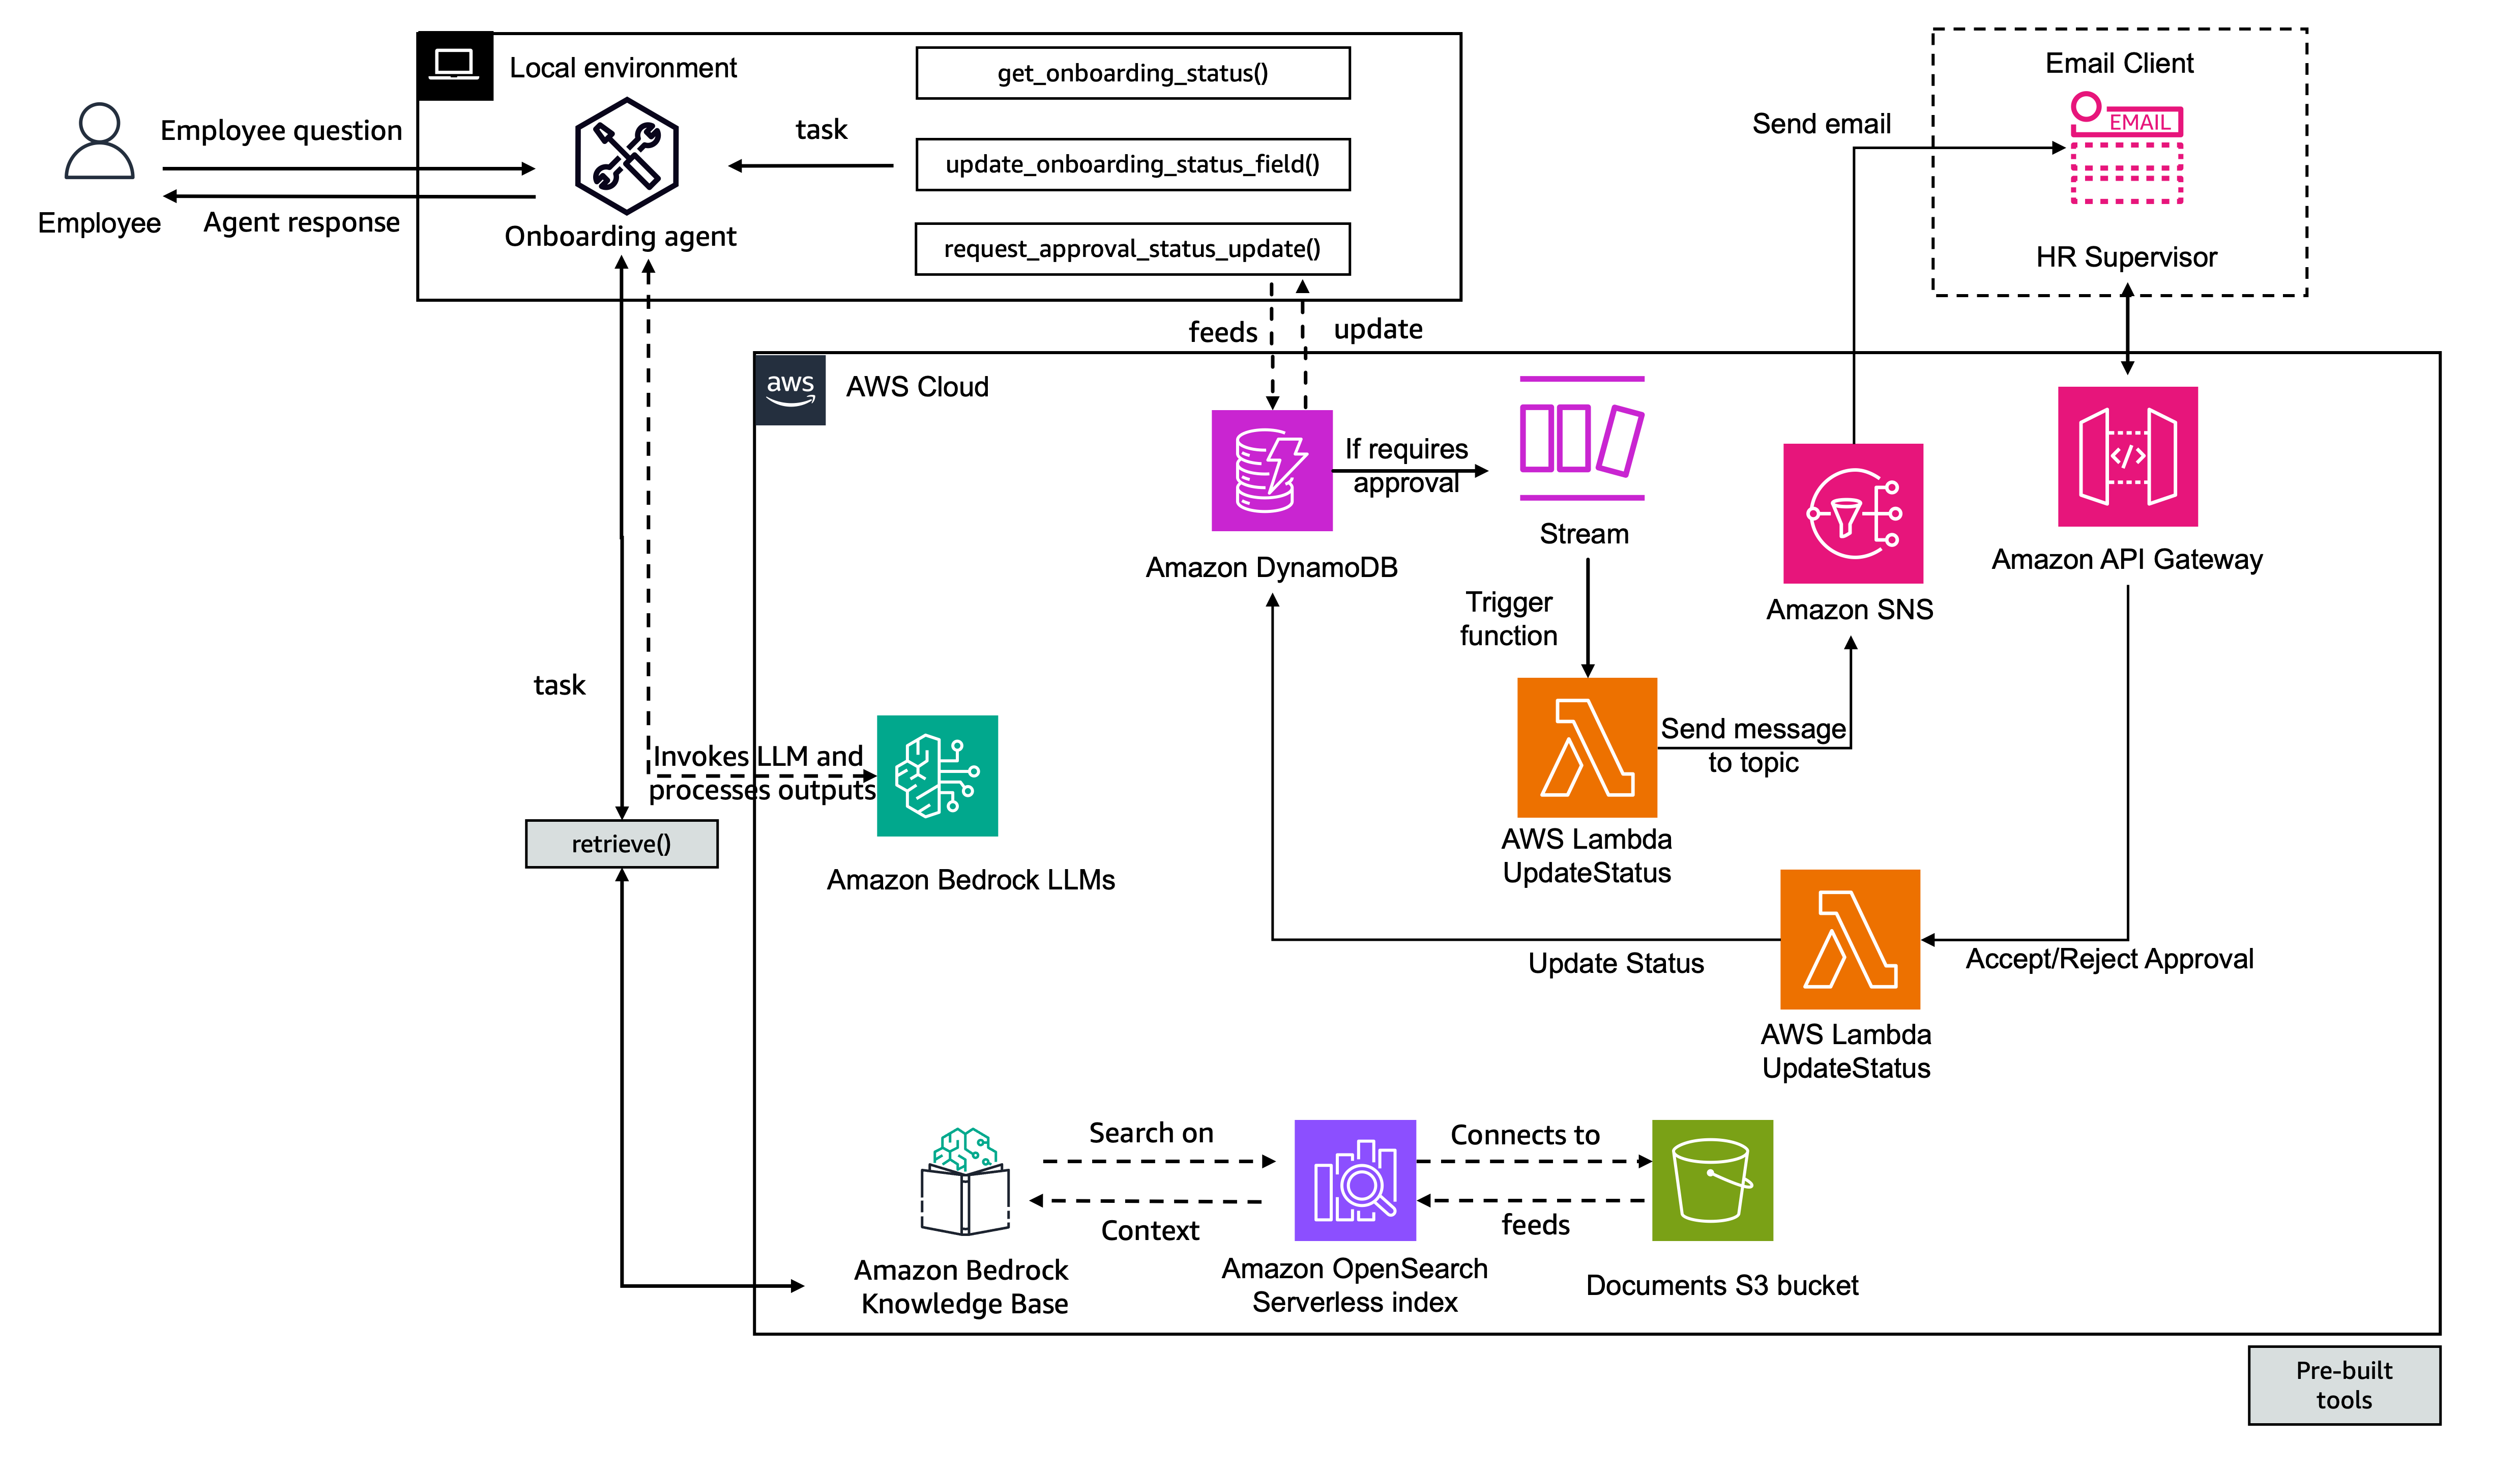 Local environment
get_onboarding_status()
Employee question
task
update_onboarding_status_field()
Employee
Agent response
Onboarding agent
request_approval_status_update()
Email Client
EMAIL
Send email
HR Supervisor
feeds
update
aws
AWS Cloud
If requires
approval
Stream
Amazon DynamoDB
Amazon API Gateway
Amazon SNS
Trigger
function
task
Invokes LLM and
processes outputs
Send message
to topic
retrieve()
Amazon Bedrock LLMs
AWS Lambda
UpdateStatus
Update Status
Accept/Reject Approval
AWS Lambda
UpdateStatus
Search on
Context
Connects to
feeds
Amazon Bedrock
Knowledge Base
Amazon OpenSearch
Serverless index
Documents S3 bucket
Pre-built
tools